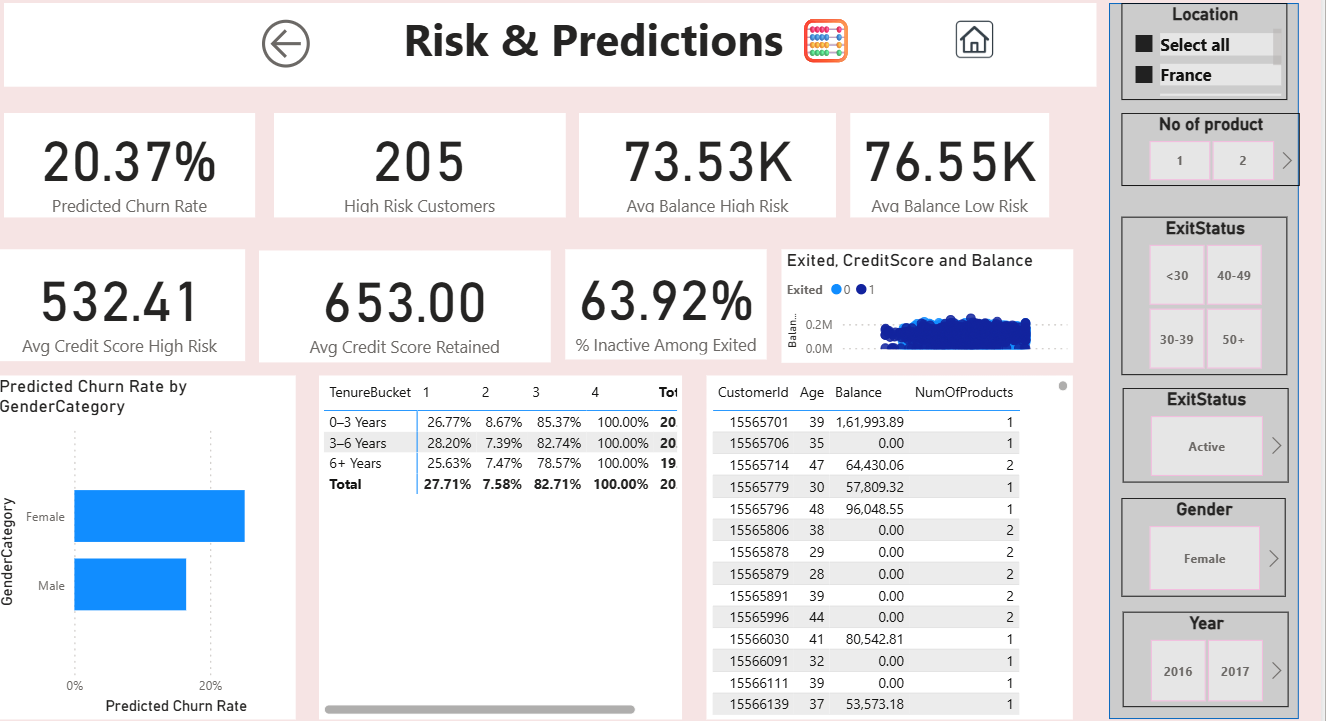 Risk & Predictions
20.37%
Predicted Churn Rate
205
High Risk Customers
73.53K
Avg Balance High Risk
76.55K
Avg Balance Low Risk
532.41
Avg Credit Score High Risk
653.00
Avg Credit Score Retained
63.92%
% Inactive Among Exited
Exited, CreditScore and Balance
Exited 0 1
Balan...
0.2M
0.0M
Predicted Churn Rate by
GenderCategory
GenderCategory
Female
Male
0% 20%
Predicted Churn Rate
TenureBucket 1 2 3 4 Tot
0–3 Years 26.77% 8.67% 85.37% 100.00% 20
3–6 Years 28.20% 7.39% 82.74% 100.00% 20
6+ Years 25.63% 7.47% 78.57% 100.00% 19
Total 27.71% 7.58% 82.71% 100.00% 20
CustomerId Age Balance NumOfProducts
15565701 39 1,61,993.89 1
15565706 35 0.00 1
15565714 47 64,430.06 2
15565779 30 57,809.32 1
15565796 48 96,048.55 1
15565806 38 0.00 2
15565878 29 0.00 2
15565879 28 0.00 2
15565891 39 0.00 2
15565996 44 0.00 2
15566030 41 80,542.81 1
15566091 32 0.00 1
15566111 39 0.00 1
15566139 37 53,573.18 1
Location
Select all
France
No of product
1 2
ExitStatus
<30 40-49
30-39 50+
ExitStatus
Active
Gender
Female
Year
2016 2017